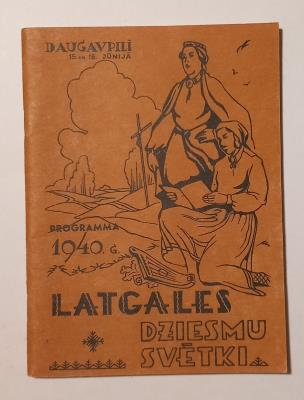 DAUGAVPILĪ
15. UN 16. JŪNIJĀ
PROGRAMMA
1940. G.
LATGALES
DZIESMU
SVĒTKI